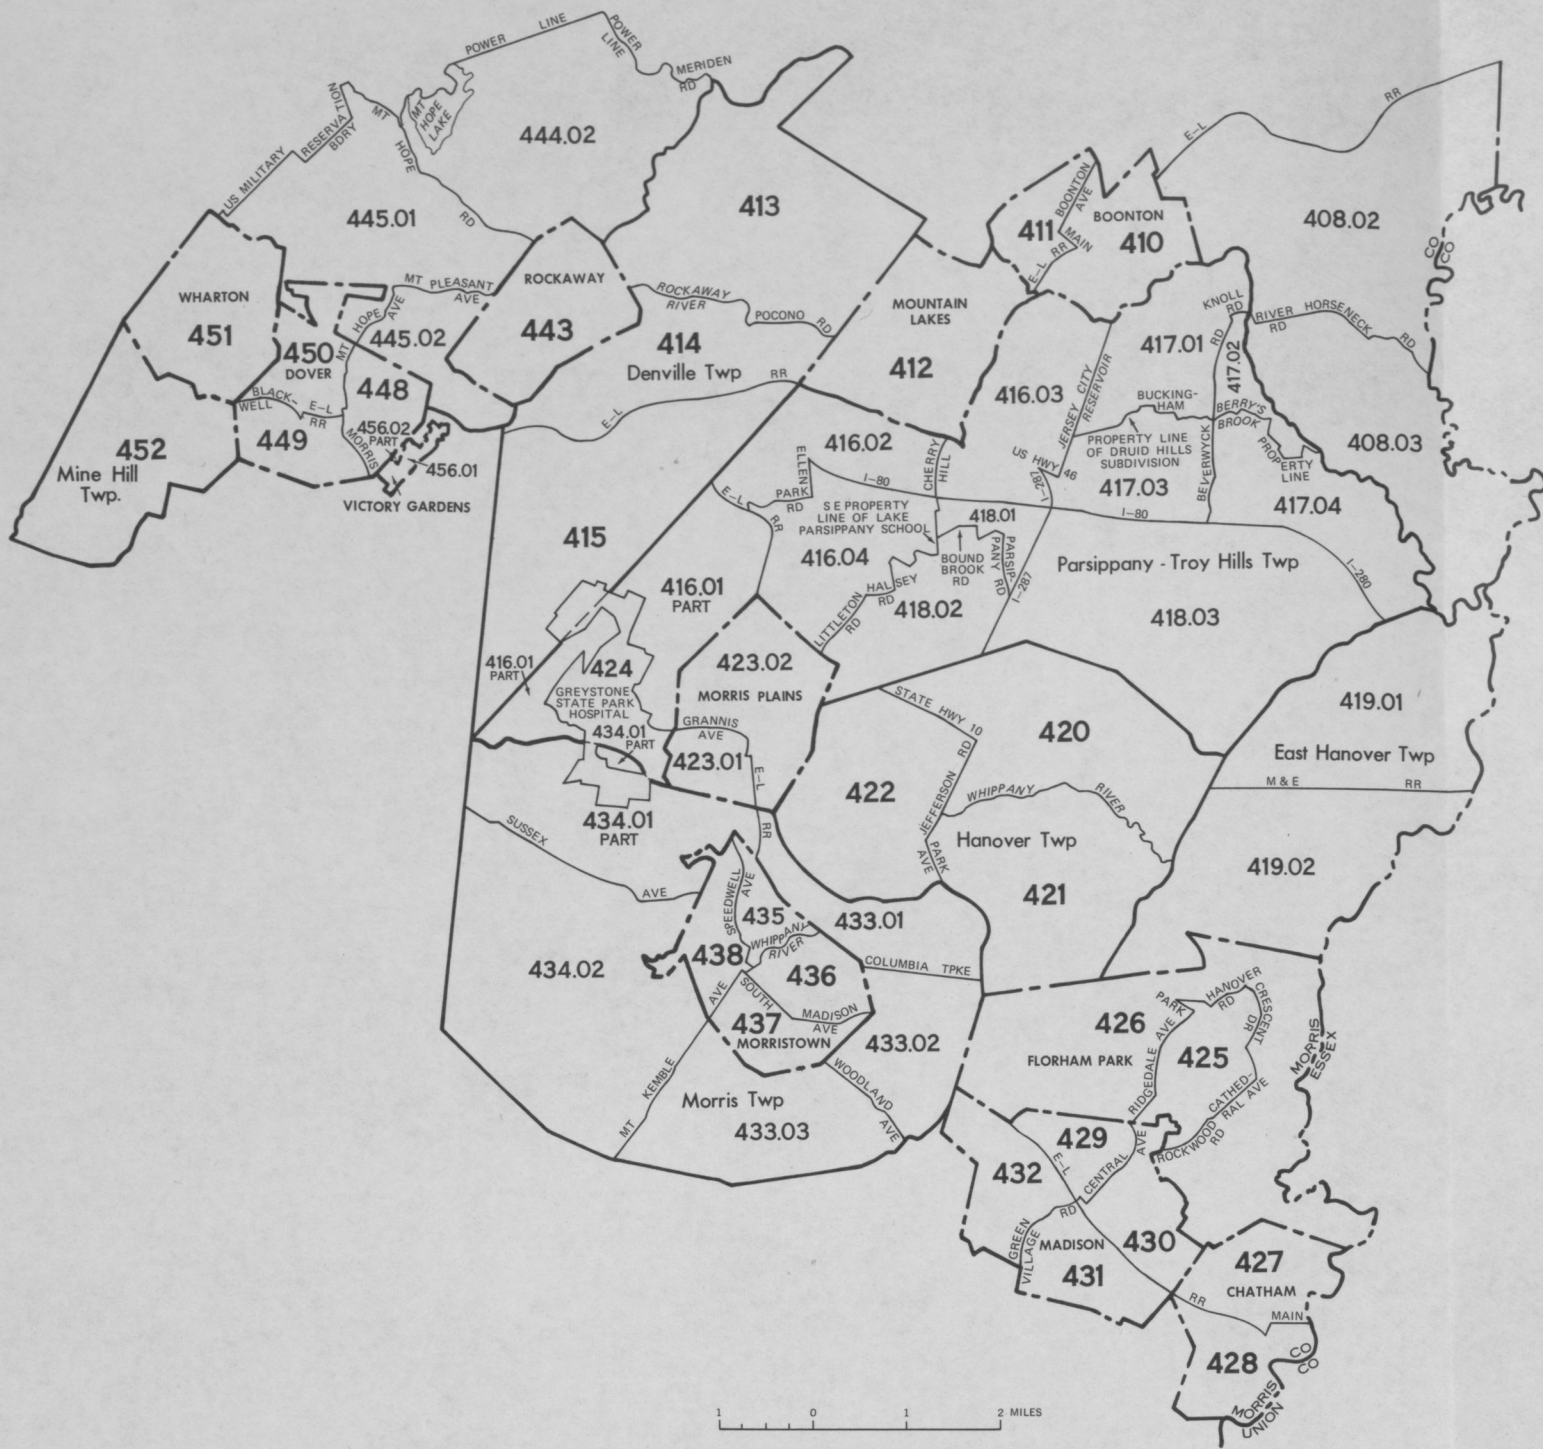 POWER LINE
POWER
LINE
MERIDEN
RD
MT
HOPE
LAKE
US MILITARY RESERVATION
BDRY
MT HOPE RD
444.02
445.01
413
E-L RR
408.02
BOONTON
AVE
411
BOONTON
410
MAIN
E-L RR
CO
CO
WHARTON
451
MT PLEASANT
AVE
ROCKAWAY
443
ROCKAWAY
RIVER
POCONO RD
MOUNTAIN
LAKES
412
KNOLL
RD
RIVER
RD
HORSENECK RD
MT HOPE
AVE
445.02
450
DOVER
414
Denville Twp
RR
E-L
417.01
417.02
JERSEY CITY
RESERVOIR
416.03
BUCKING-
HAM
BERRY'S
BROOK
BLACK-
WELL
E-L
RR
448
456.02
PART
456.01
449
MORRIS
452
Mine Hill
Twp.
VICTORY GARDENS
416.02
CHERRY
HILL
US HWY 46
PROPERTY LINE
OF DRUID HILLS
SUBDIVISION
PROPERTY
LINE
408.03
BEVERWYCK RD
ELLEN
PARK
RD
I-80
I-287
417.03
417.04
E-L
RR
S E PROPERTY
LINE OF LAKE
PARSIPPANY SCHOOL
418.01
I-80
415
416.04
BOUND
BROOK
RD
PARSIP-
PANY RD
Parsippany - Troy Hills Twp
I-280
416.01
PART
HALSEY
RD
LITTLETON
RD
418.02
I-287
418.03
416.01
PART
424
GREYSTONE
STATE PARK
HOSPITAL
434.01
PART
423.02
MORRIS PLAINS
GRANNIS
AVE
423.01
E-L
RR
STATE HWY 10
420
419.01
East Hanover Twp
M & E RR
422
JEFFERSON RD
WHIPPANY RIVER
PARK
AVE
Hanover Twp
434.01
PART
SUSSEX
AVE
419.02
421
SPEEDWELL
AVE
435
433.01
WHIPPANY
RIVER
434.02
438
436
COLUMBIA TPKE
SOUTH
MADISON
AVE
437
MORRISTOWN
433.02
426
FLORHAM PARK
PARK
HANOVER
RD
CRESCENT
DR
RIDGEDALE AVE
425
MORRIS
ESSEX
MT KEMBLE AVE
WOODLAND
AVE
Morris Twp
433.03
CATHED-
RAL AVE
ROCKWOOD
RD
429
E-L
CENTRAL
AVE
432
GREEN
VILLAGE
RD
MADISON
431
430
427
CHATHAM
RR
MAIN
428
CO
CO
MORRIS
UNION
1 0 1 2 MILES